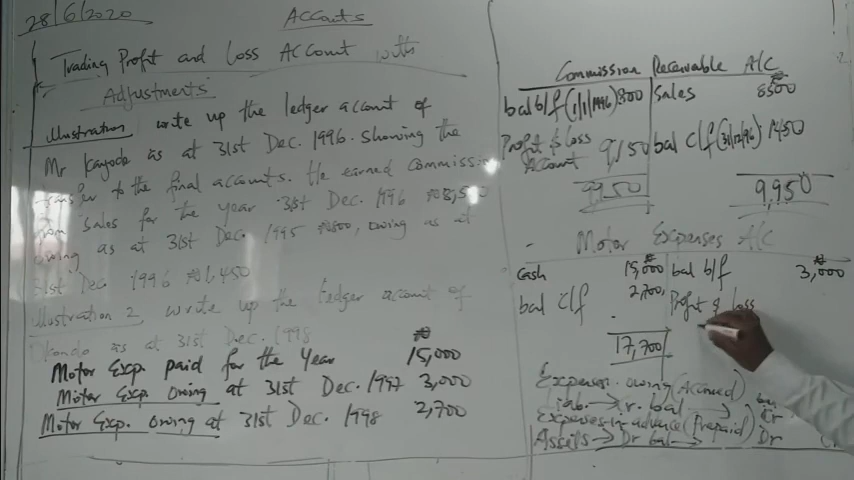 28/6/2020 Accounts
Trading Profit and Loss Account with
Adjustments
Illustration write up the ledger account of
Mr Kayode as at 31st Dec. 1996. Showing the
transfer to the final accounts. He earned commission
from sales for the year 31st Dec. 1996 ₦8,500
owing as at 31st Dec. 1995 ₦800, owing as at
31st Dec 1996 ₦1,450
Illustration 2, write up the ledger account of
as at 31st Dec. 1998
₦
Motor Exp. paid for the year 15,000
Motor Exp. owing at 31st Dec. 1997 3,000
Motor Exp. owing at 31st Dec. 1998 2,700
Commission Receivable A/C
bal b/f (1/1/1996) 800 Sales 8500
Profit & Loss 9,150 bal c/f (31/12/96) 1450
Account
9950 9,950
Motor Expenses A/C
₦ ₦
Cash 15,000 bal b/f 3,000
bal c/f 2,700 Profit & Loss
17,700
Expenses owing (Accrued)
Liab. → Cr. bal → Cr
Expenses in advance (Prepaid)
Assets → Dr bal → Dr